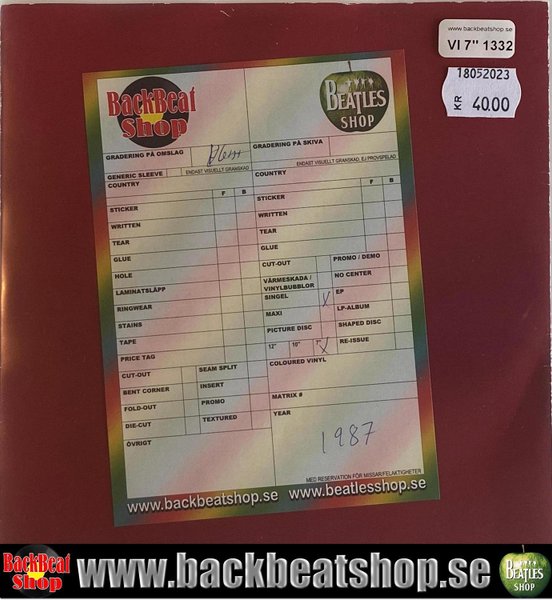 www.backbeatshop.se
VI 7" 1332
18052023
KR 40.00
BackBeat
Shop
BEATLES
SHOP
GRADERING PÅ OMSLAG
GRADERING PÅ SKIVA
GENERIC SLEEVE
ENDAST VISUELLT GRANSKAD
ENDAST VISUELLT GRANSKAD, EJ PROVSPELAD
COUNTRY
F B
STICKER
WRITTEN
TEAR
GLUE
HOLE
LAMINATSLÄPP
RINGWEAR
STAINS
TAPE
PRICE TAG
CUT-OUT
SEAM SPLIT
BENT CORNER
INSERT
FOLD-OUT
PROMO
DIE-CUT
TEXTURED
ÖVRIGT
COUNTRY
F B
STICKER
WRITTEN
TEAR
GLUE
CUT-OUT
PROMO / DEMO
VÄRMESKADA /
VINYLBUBBLOR
NO CENTER
SINGEL X
EP
MAXI
LP-ALBUM
PICTURE DISC
SHAPED DISC
12" 10" 7" X
RE-ISSUE
COLOURED VINYL
MATRIX #
YEAR
1987
MED RESERVATION FÖR MISSAR/FELAKTIGHETER
www.backbeatshop.se www.beatlesshop.se
BackBeat
Shop
www.backbeatshop.se
BEATLES
SHOP